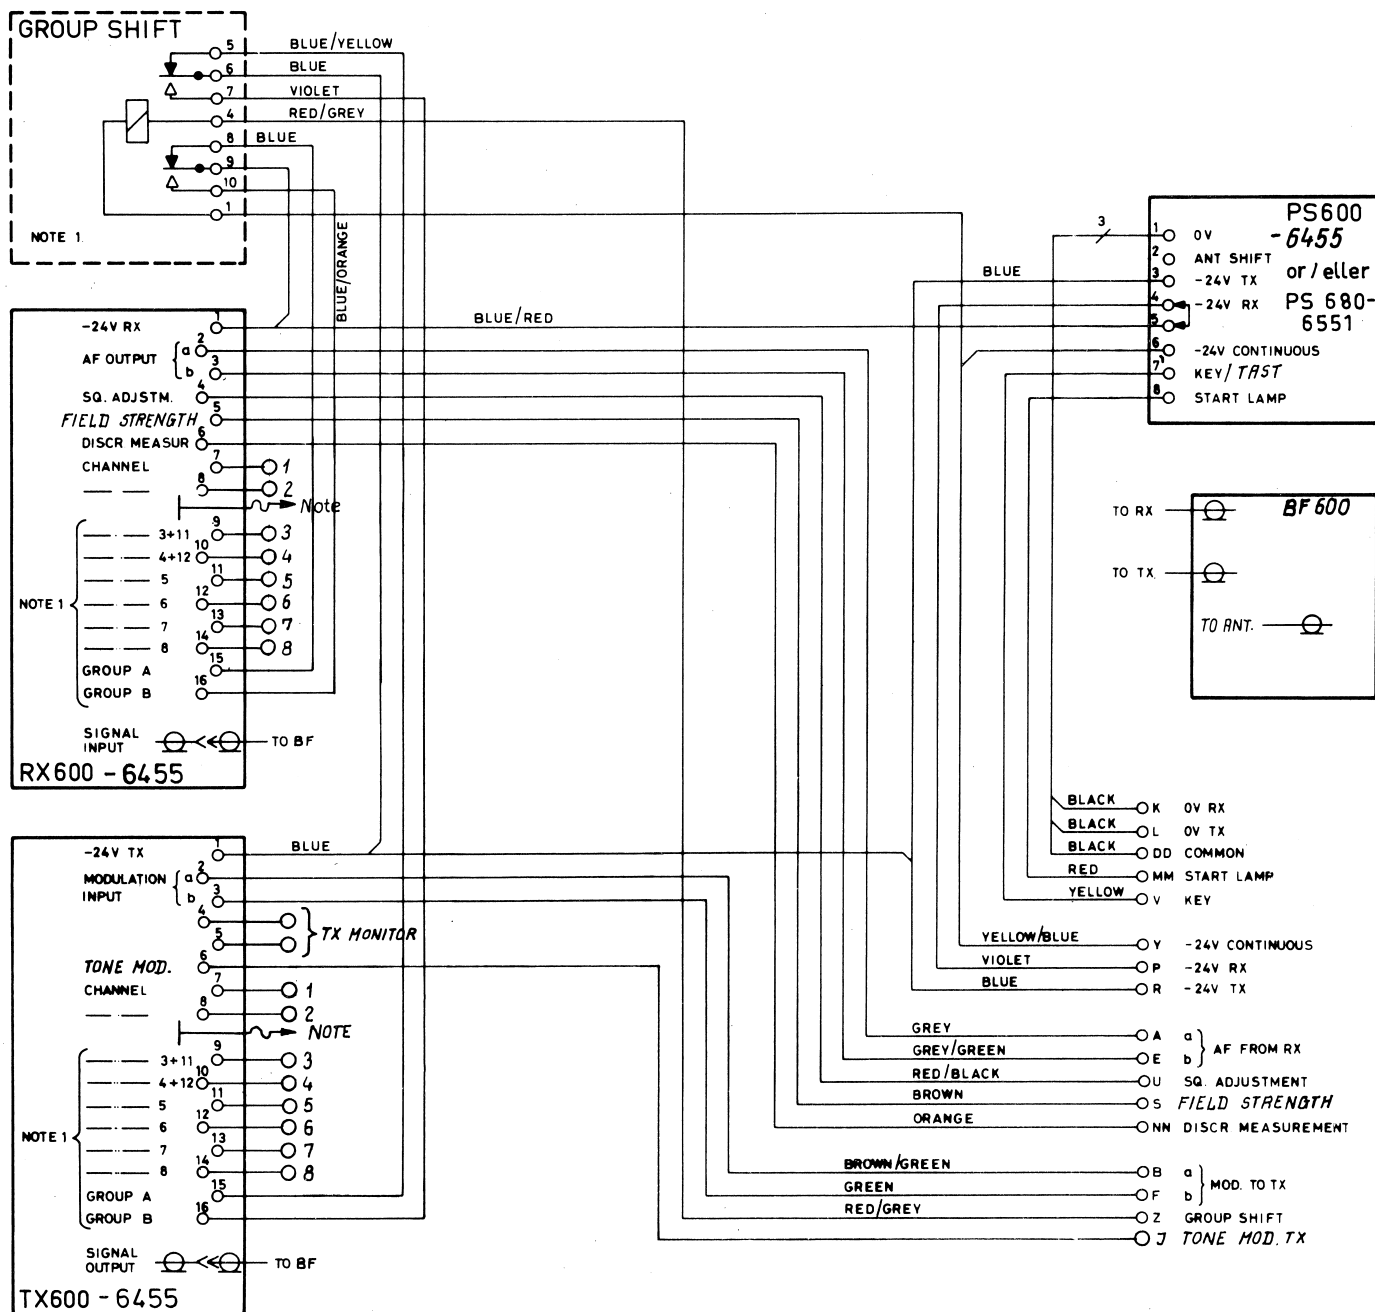 GROUP SHIFT
5 BLUE/YELLOW
6 BLUE
7 VIOLET
4 RED/GREY
8 BLUE
9
10
1
NOTE 1.
BLUE/ORANGE
-24V RX 1 BLUE/RED
AF OUTPUT a 2
b 3
SQ. ADJSTM. 4
FIELD STRENGTH 5
DISCR MEASUR 6
CHANNEL 7 1
8 2
Note
3+11 9 3
4+12 10 4
5 11 5
NOTE 1 6 12 6
7 13 7
8 14 8
GROUP A 15
GROUP B 16
SIGNAL INPUT TO BF
RX600 - 6455
-24V TX 1 BLUE
MODULATION INPUT a 2
b 3
4
5 TX MONITOR
TONE MOD. 6
CHANNEL 7 1
8 2
NOTE
3+11 9 3
4+12 10 4
5 11 5
6 12 6
NOTE 1 7 13 7
8 14 8
GROUP A 15
GROUP B 16
SIGNAL OUTPUT TO BF
TX600 - 6455
PS600
-6455
or / eller
PS 680-
6551
3 1 0V
2 ANT SHIFT
BLUE 3 -24V TX
4 -24V RX
5
6 -24V CONTINUOUS
7 KEY/TAST
8 START LAMP
BF 600
TO RX
TO TX
TO ANT.
BLACK K 0V RX
BLACK L 0V TX
BLACK DD COMMON
RED MM START LAMP
YELLOW V KEY
YELLOW/BLUE Y -24V CONTINUOUS
VIOLET P -24V RX
BLUE R -24V TX
GREY A a
AF FROM RX
GREY/GREEN E b
RED/BLACK U SQ. ADJUSTMENT
BROWN S FIELD STRENGTH
ORANGE NN DISCR MEASUREMENT
BROWN/GREEN B a
MOD. TO TX
GREEN F b
RED/GREY Z GROUP SHIFT
J TONE MOD. TX